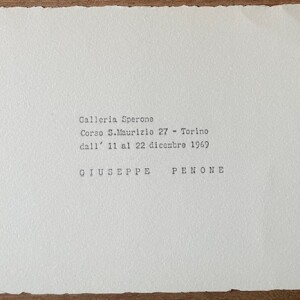 Galleria Sperone
Corso S.Maurizio 27 - Torino
dall' 11 al 22 dicembre 1969
GIUSEPPE PENONE